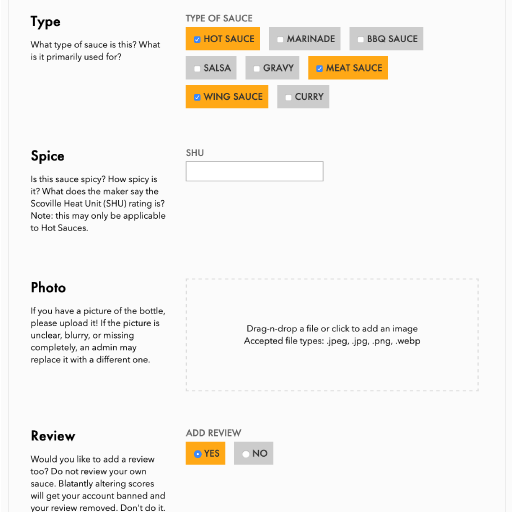 Type
What type of sauce is this? What
is it primarily used for?
TYPE OF SAUCE
HOT SAUCE MARINADE BBQ SAUCE
SALSA GRAVY MEAT SAUCE
WING SAUCE CURRY
Spice
Is this sauce spicy? How spicy is
it? What does the maker say the
Scoville Heat Unit (SHU) rating is?
Note: this may only be applicable
to Hot Sauces.
SHU
Photo
If you have a picture of the bottle,
please upload it! If the picture is
unclear, blurry, or missing
completely, an admin may
replace it with a different one.
Drag-n-drop a file or click to add an image
Accepted file types: .jpeg, .jpg, .png, .webp
Review
Would you like to add a review
too? Do not review your own
sauce. Blatantly altering scores
will get your account banned and
your review removed. Don't do it.
ADD REVIEW
YES NO